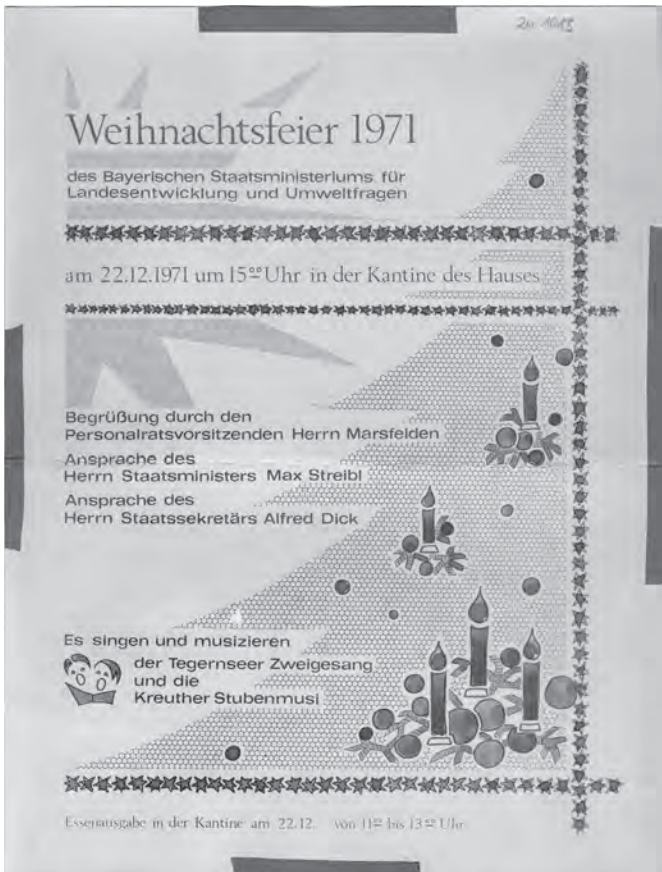 Zu 1013
Weihnachtsfeier 1971
des Bayerischen Staatsministeriums für
Landesentwicklung und Umweltfragen
am 22.12.1971 um 15⁰⁰ Uhr in der Kantine des Hauses
Begrüßung durch den
Personalratsvorsitzenden Herrn Marsfelden
Ansprache des
Herrn Staatsministers Max Streibl
Ansprache des
Herrn Staatssekretärs Alfred Dick
Es singen und musizieren
der Tegernseer Zweigesang
und die
Kreuther Stubenmusi
Essenausgabe in der Kantine am 22.12. von 11⁰⁰ bis 13⁰⁰ Uhr